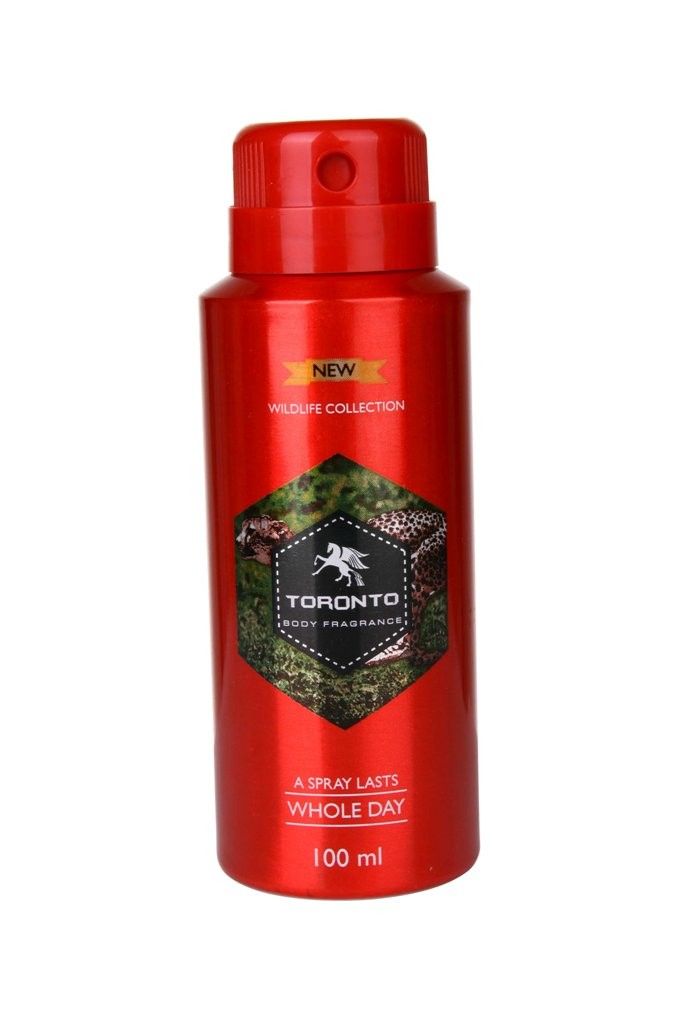 NEW
WILDLIFE COLLECTION
TORONTO
BODY FRAGRANCE
A SPRAY LASTS
WHOLE DAY
100 ml